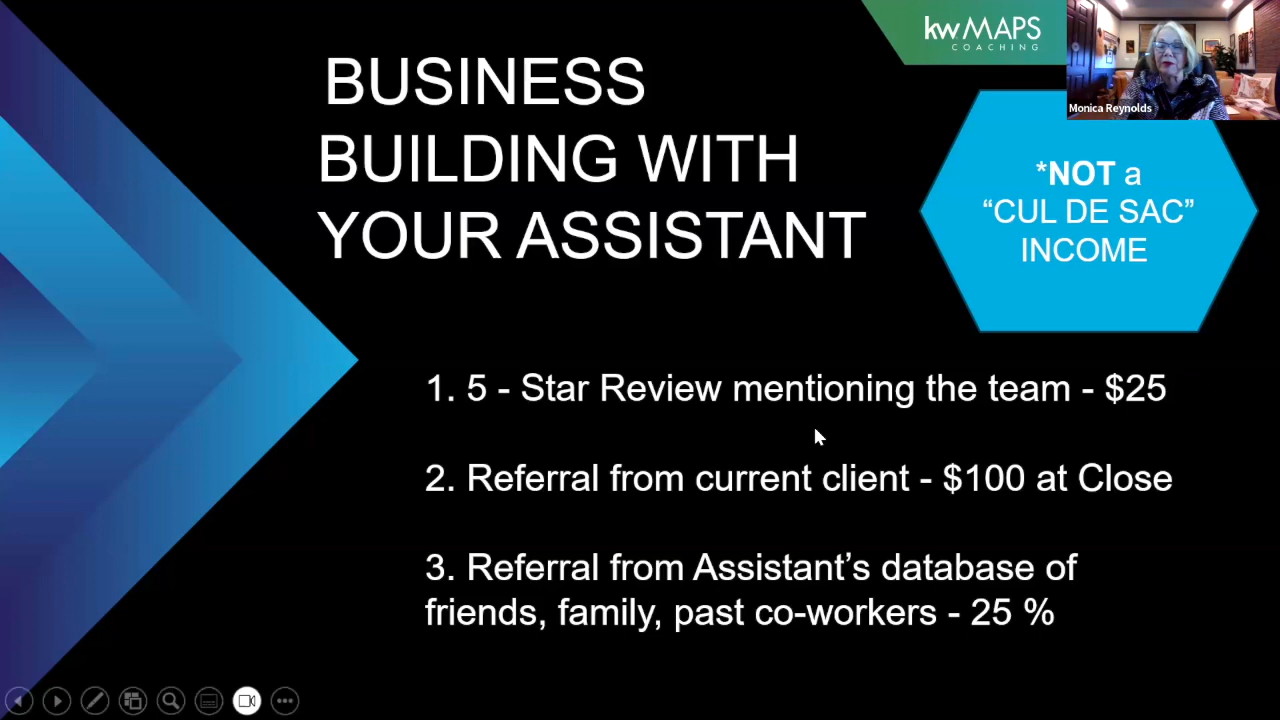 kwMAPS
COACHING
Monica Reynolds
BUSINESS
BUILDING WITH
YOUR ASSISTANT
*NOT a
“CUL DE SAC”
INCOME
1. 5 - Star Review mentioning the team - $25
2. Referral from current client - $100 at Close
3. Referral from Assistant’s database of
friends, family, past co-workers - 25 %